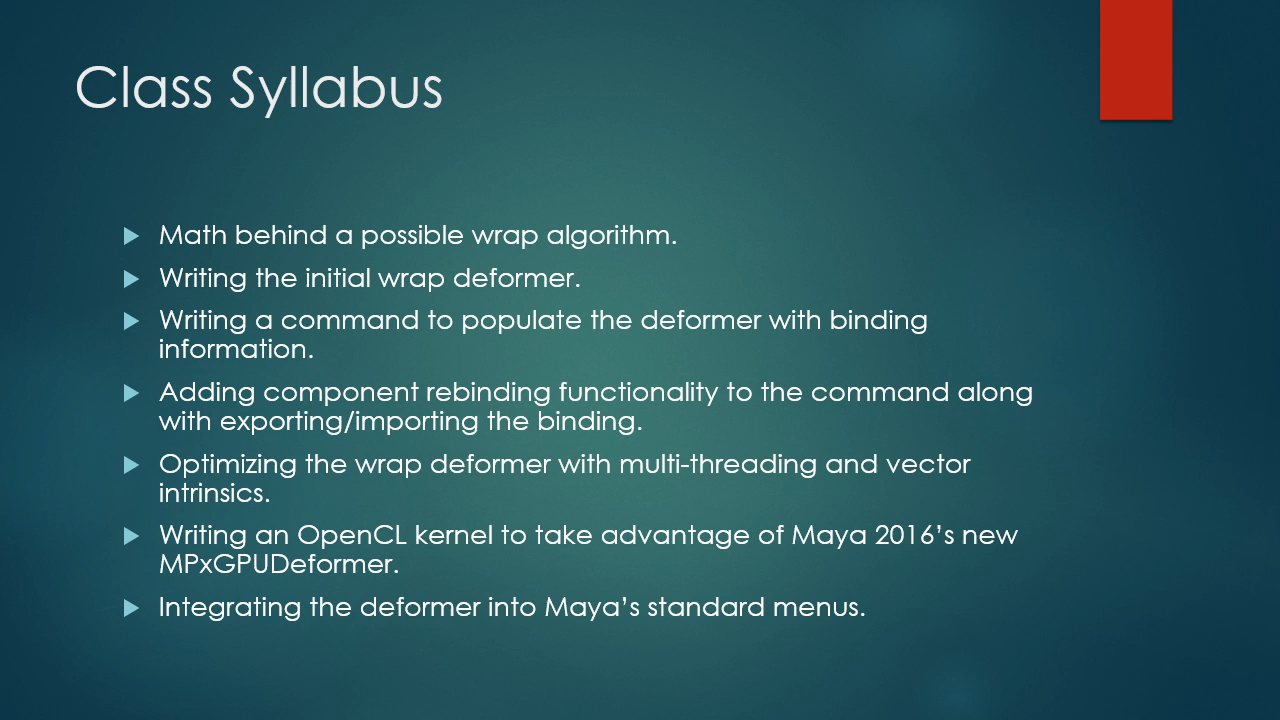 Class Syllabus
Math behind a possible wrap algorithm.
Writing the initial wrap deformer.
Writing a command to populate the deformer with binding
information.
Adding component rebinding functionality to the command along
with exporting/importing the binding.
Optimizing the wrap deformer with multi-threading and vector
intrinsics.
Writing an OpenCL kernel to take advantage of Maya 2016’s new
MPxGPUDeformer.
Integrating the deformer into Maya’s standard menus.